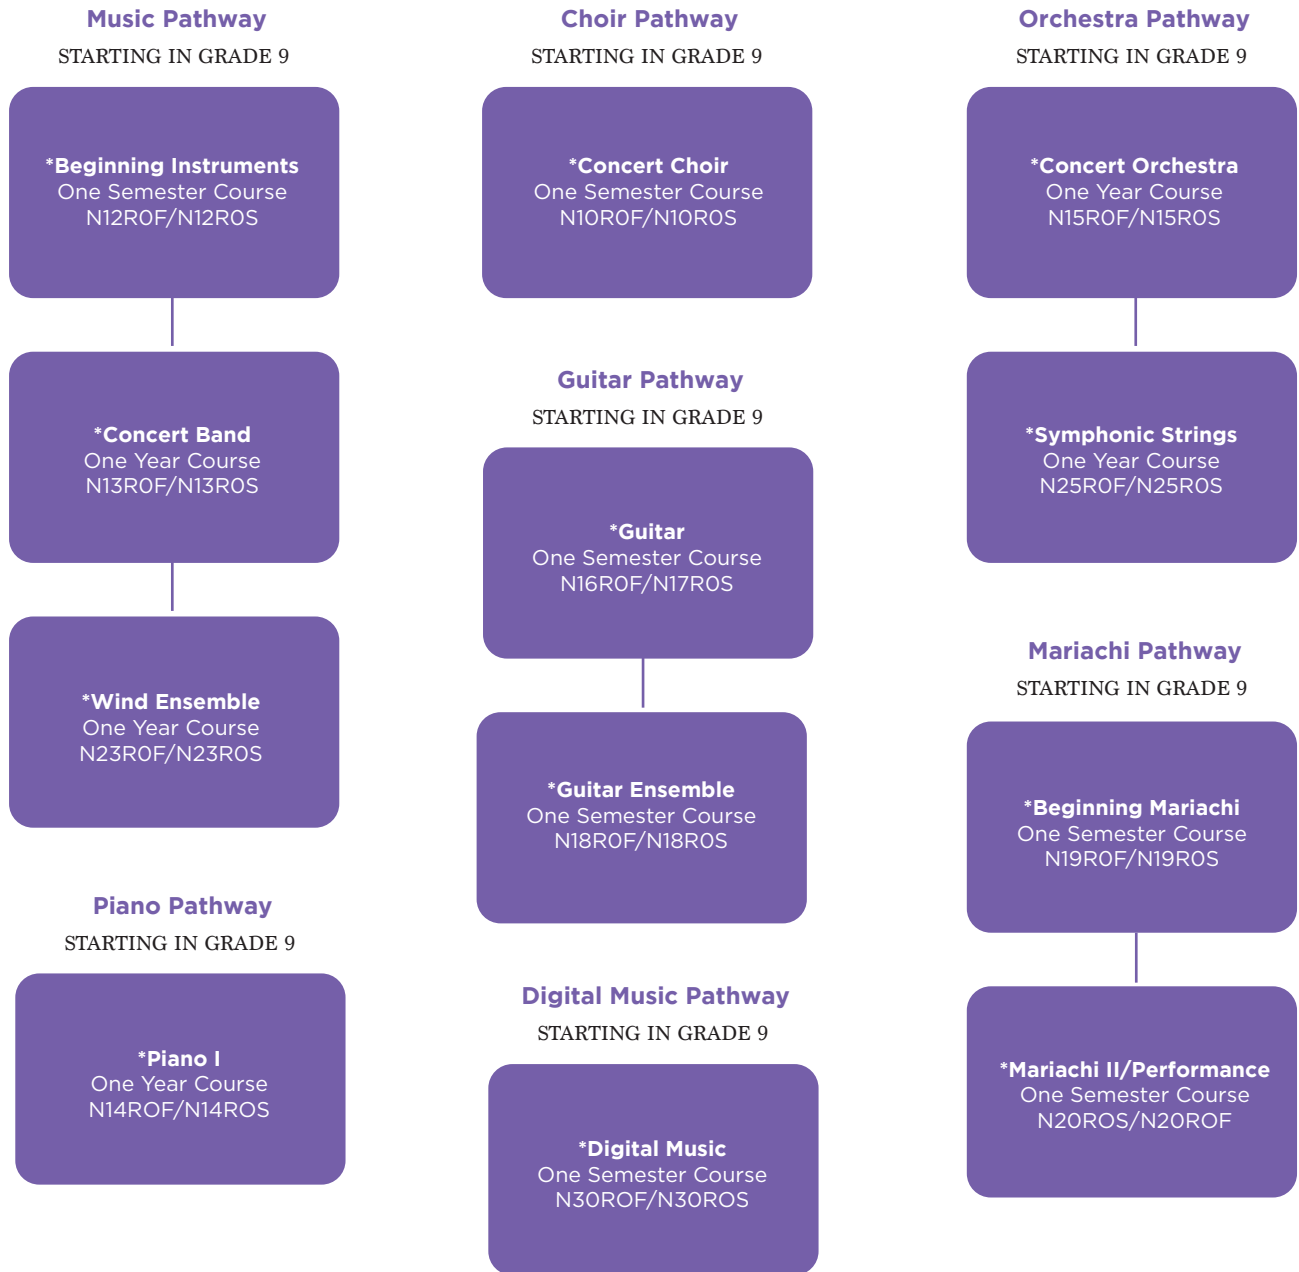 Music Pathway
STARTING IN GRADE 9
*Beginning Instruments
One Semester Course
N12R0F/N12R0S
*Concert Band
One Year Course
N13R0F/N13R0S
*Wind Ensemble
One Year Course
N23R0F/N23R0S
Piano Pathway
STARTING IN GRADE 9
*Piano I
One Year Course
N14ROF/N14ROS
Choir Pathway
STARTING IN GRADE 9
*Concert Choir
One Semester Course
N10R0F/N10R0S
Guitar Pathway
STARTING IN GRADE 9
*Guitar
One Semester Course
N16R0F/N17R0S
*Guitar Ensemble
One Semester Course
N18R0F/N18R0S
Digital Music Pathway
STARTING IN GRADE 9
*Digital Music
One Semester Course
N30ROF/N30ROS
Orchestra Pathway
STARTING IN GRADE 9
*Concert Orchestra
One Year Course
N15R0F/N15R0S
*Symphonic Strings
One Year Course
N25R0F/N25R0S
Mariachi Pathway
STARTING IN GRADE 9
*Beginning Mariachi
One Semester Course
N19R0F/N19R0S
*Mariachi II/Performance
One Semester Course
N20ROS/N20ROF